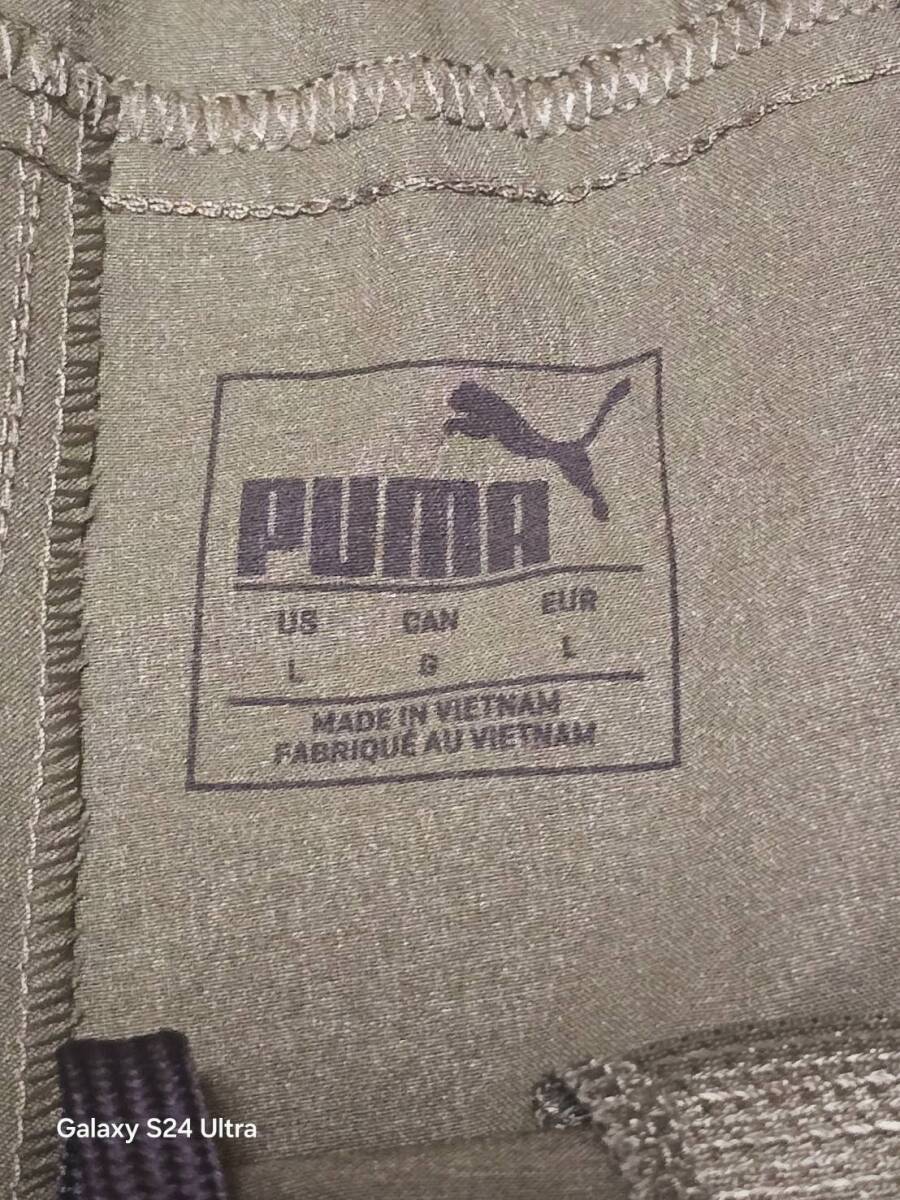 PUMA
US CAN EUR
L G L
MADE IN VIETNAM
FABRIQUÉ AU VIETNAM
Galaxy S24 Ultra